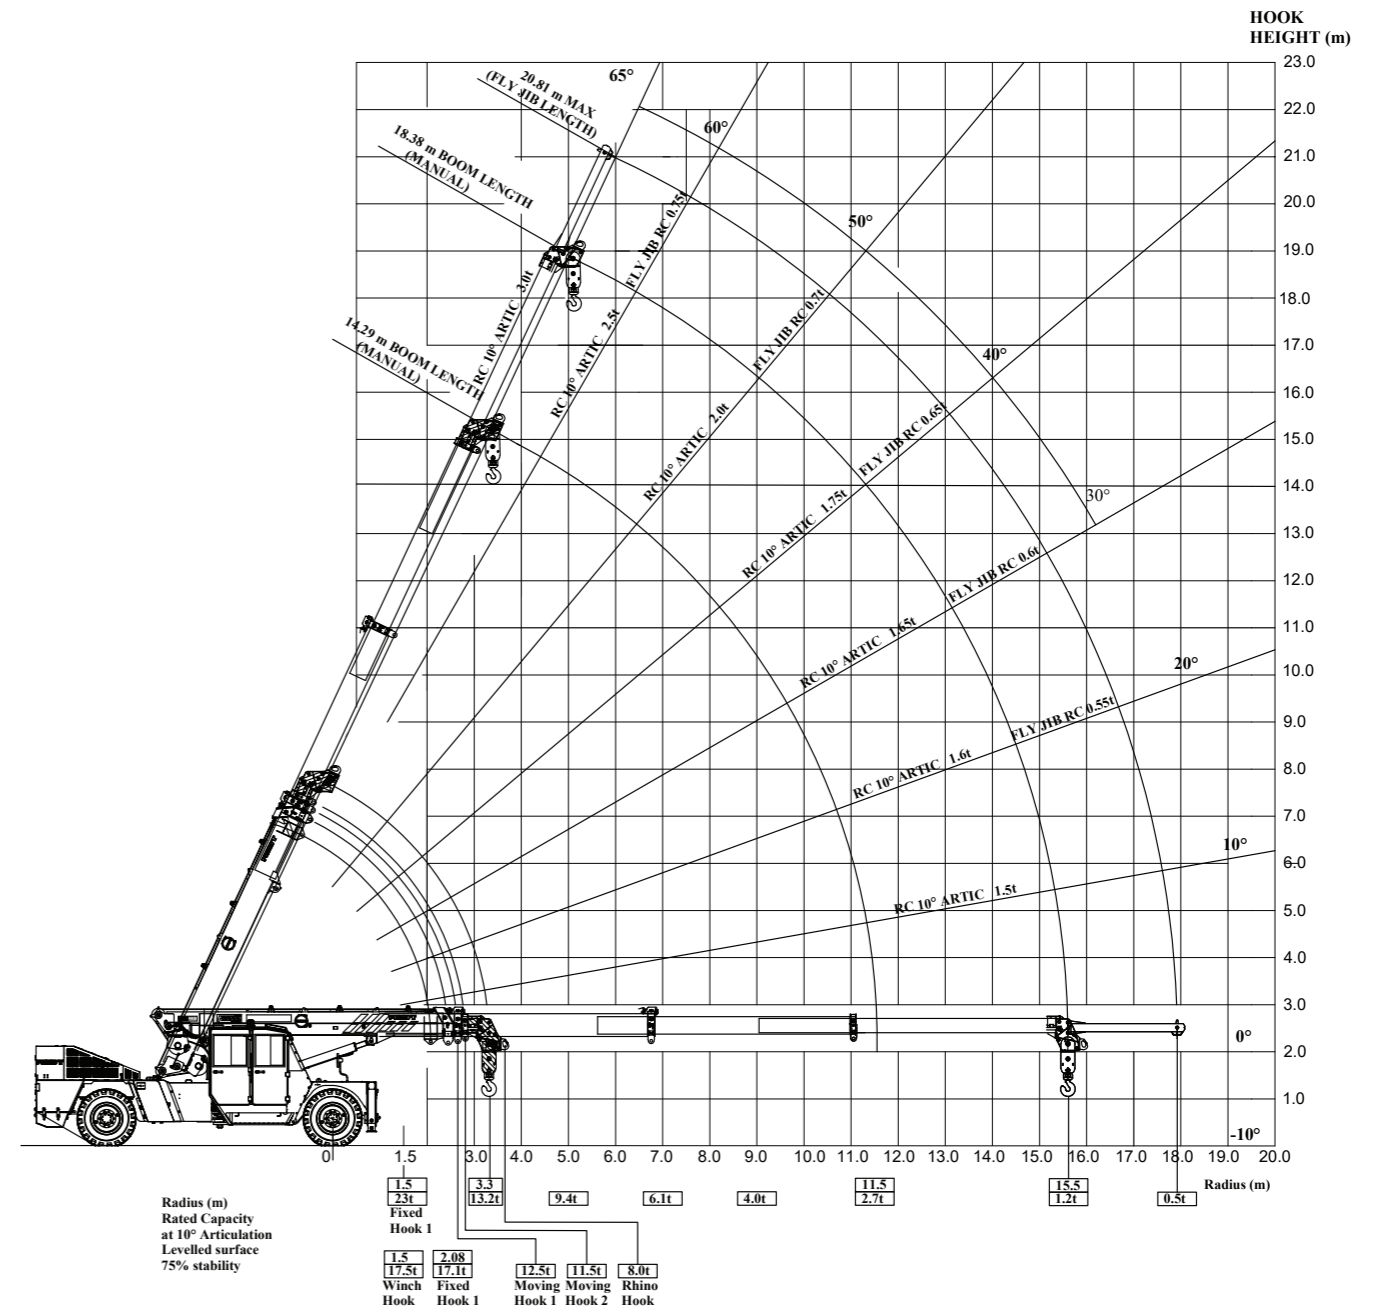 HOOK
HEIGHT (m)
23.0
22.0
21.0
20.0
19.0
18.0
17.0
16.0
15.0
14.0
13.0
12.0
11.0
10.0
9.0
8.0
7.0
6.0
5.0
4.0
3.0
2.0
1.0
65°
60°
50°
40°
30°
20°
10°
0°
-10°
20.81 m MAX
(FLY JIB LENGTH)
18.38 m BOOM LENGTH
(MANUAL)
14.29 m BOOM LENGTH
(MANUAL)
RC 10° ARTIC 3.0t
RC 10° ARTIC 2.5t
FLY JIB RC 0.75t
RC 10° ARTIC 2.0t
FLY JIB RC 0.7t
RC 10° ARTIC 1.75t
FLY JIB RC 0.65t
RC 10° ARTIC 1.65t
FLY JIB RC 0.6t
RC 10° ARTIC 1.6t
FLY JIB RC 0.55t
RC 10° ARTIC 1.5t
0 1.5 3.0 4.0 5.0 6.0 7.0 8.0 9.0 10.0 11.0 12.0 13.0 14.0 15.0 16.0 17.0 18.0 19.0 20.0
Radius (m)
1.5 3.3 11.5 15.5
23t 13.2t 9.4t 6.1t 4.0t 2.7t 1.2t 0.5t
Fixed
Hook 1
Radius (m)
Rated Capacity
at 10° Articulation
Levelled surface
75% stability
1.5 2.08
17.5t 17.1t 12.5t 11.5t 8.0t
Winch Fixed Moving Moving Rhino
Hook Hook 1 Hook 1 Hook 2 Hook